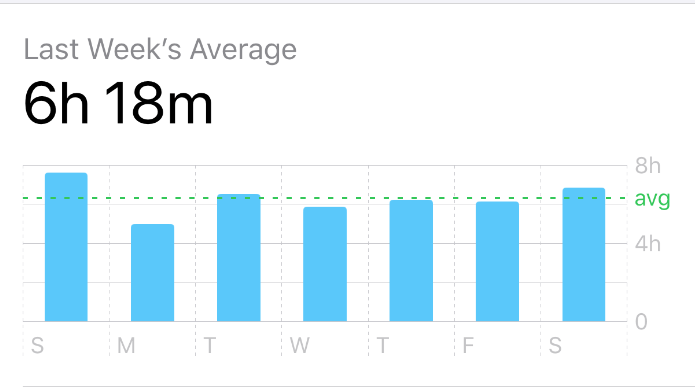 Last Week’s Average
6h 18m
8h
avg
4h
0
S M T W T F S